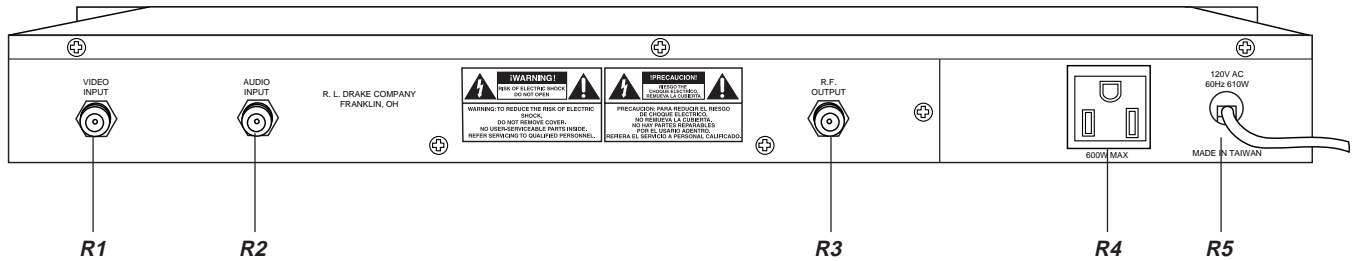 VIDEO
INPUT
AUDIO
INPUT
R. L. DRAKE COMPANY
FRANKLIN, OH
¡WARNING!
RISK OF ELECTRIC SHOCK
DO NOT OPEN
WARNING: TO REDUCE THE RISK OF ELECTRIC
SHOCK,
DO NOT REMOVE COVER.
NO USER-SERVICEABLE PARTS INSIDE.
REFER SERVICING TO QUALIFIED PERSONNEL.
!PRECAUCION!
RIESGO THE
CHOQUE ELECTRICO,
REMUEVA LA CUBIERTA.
PRECAUCION: PARA REDUCIR EL RIESGO
DE CHOQUE ELECTRICO,
NO REMUEVA LA CUBIERTA.
NO HAY PARTES REPARABLES
POR EL USARIO ADENTRO.
REFIERA EL SERVICIO A PERSONAL CALIFICADO.
R.F.
OUTPUT
600W MAX
120V AC
60Hz 610W
MADE IN TAIWAN
R1
R2
R3
R4
R5